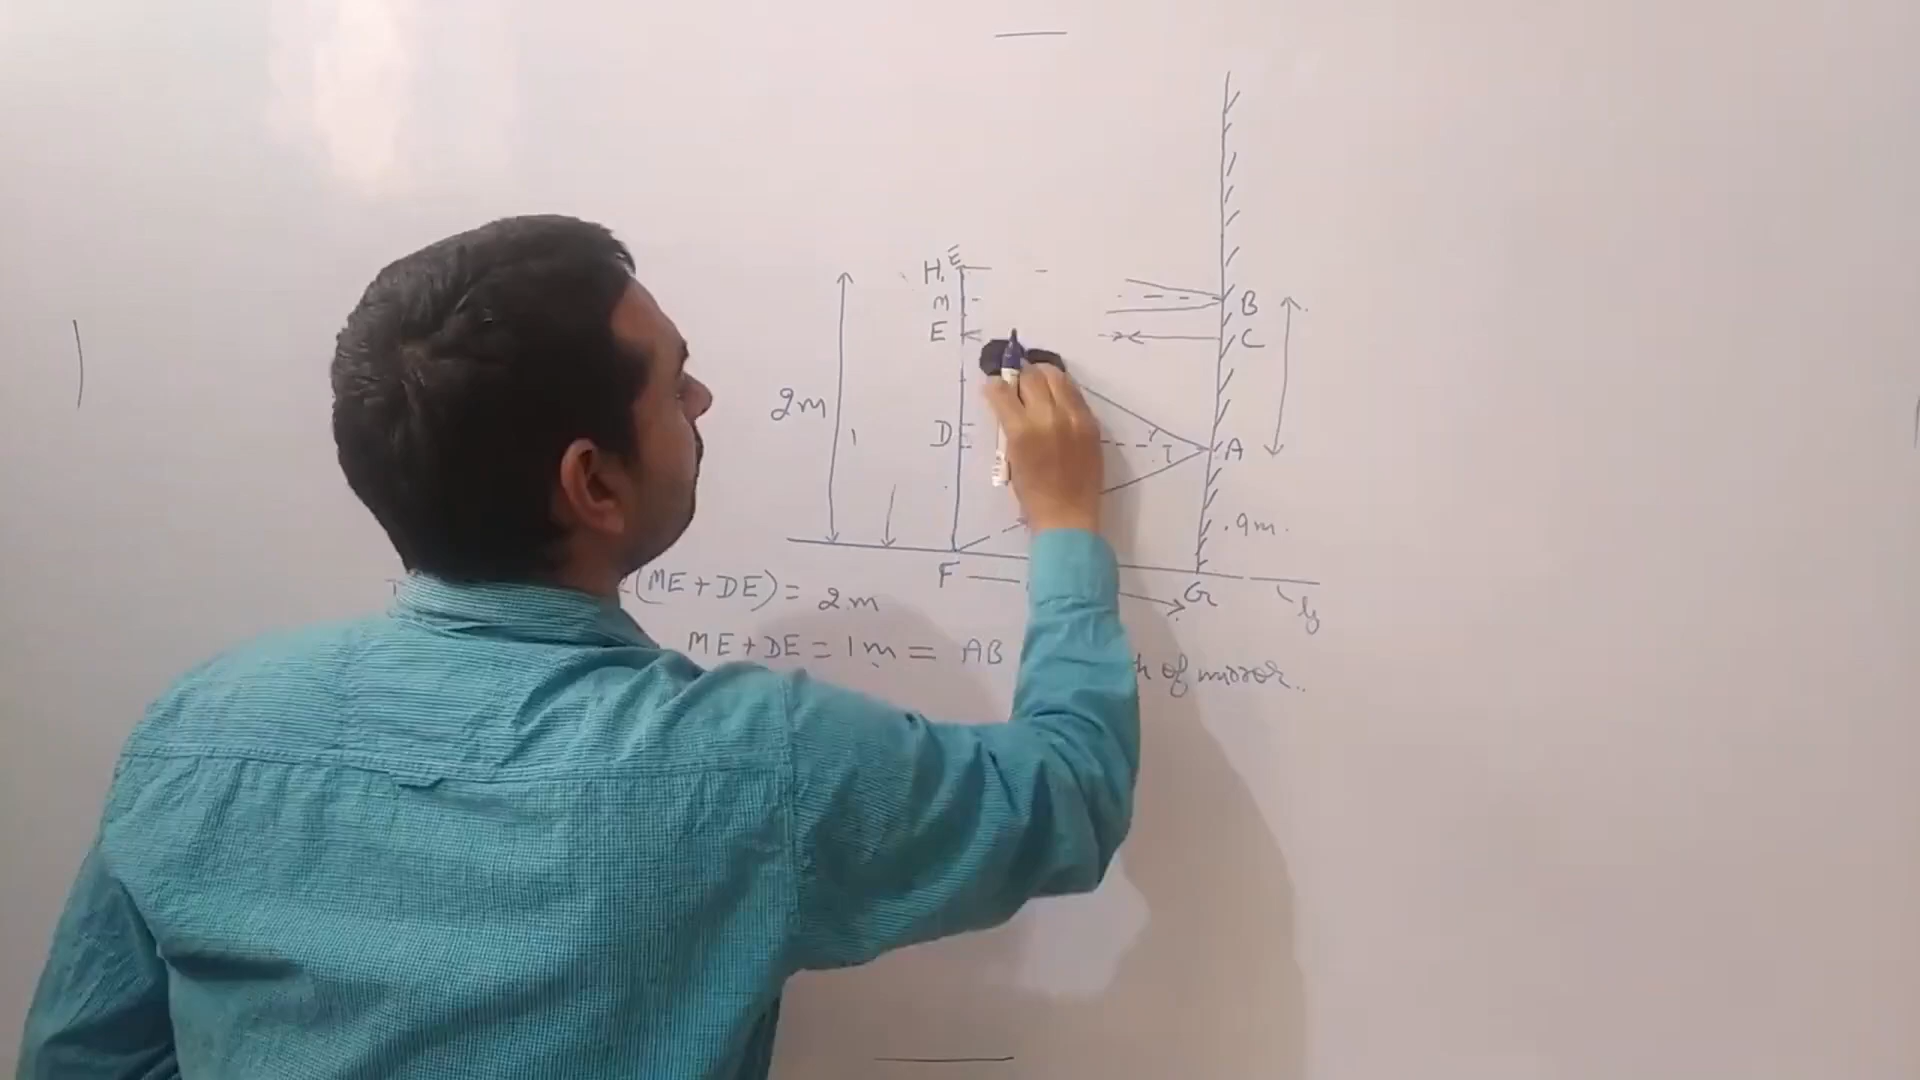 E
H.
M
E
B
C
2m
D
A
.9m.
F
G
(ME + DE) = 2m
ME + DE = 1m = AB
of mirror..